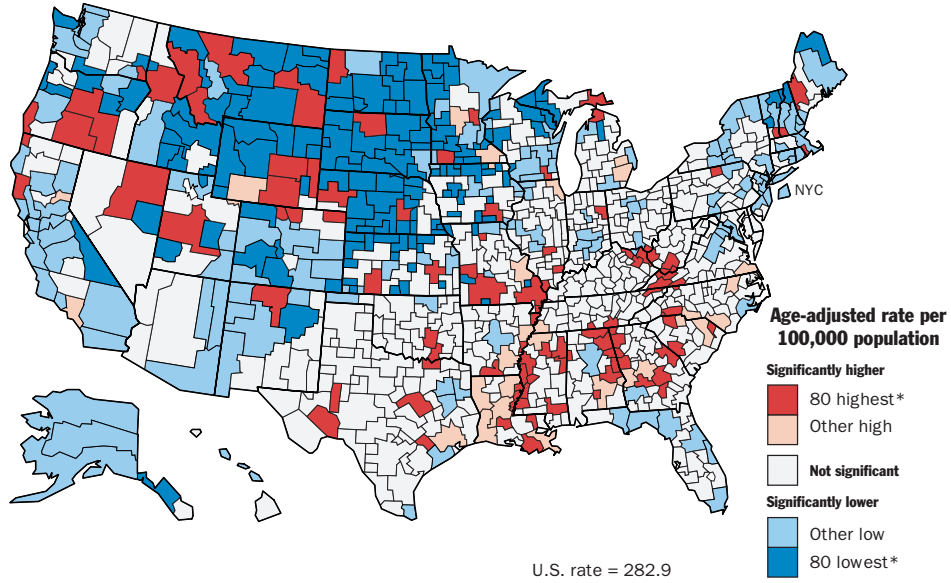 NYC
Age-adjusted rate per
100,000 population
Significantly higher
80 highest*
Other high
Not significant
Significantly lower
Other low
80 lowest*
U.S. rate = 282.9